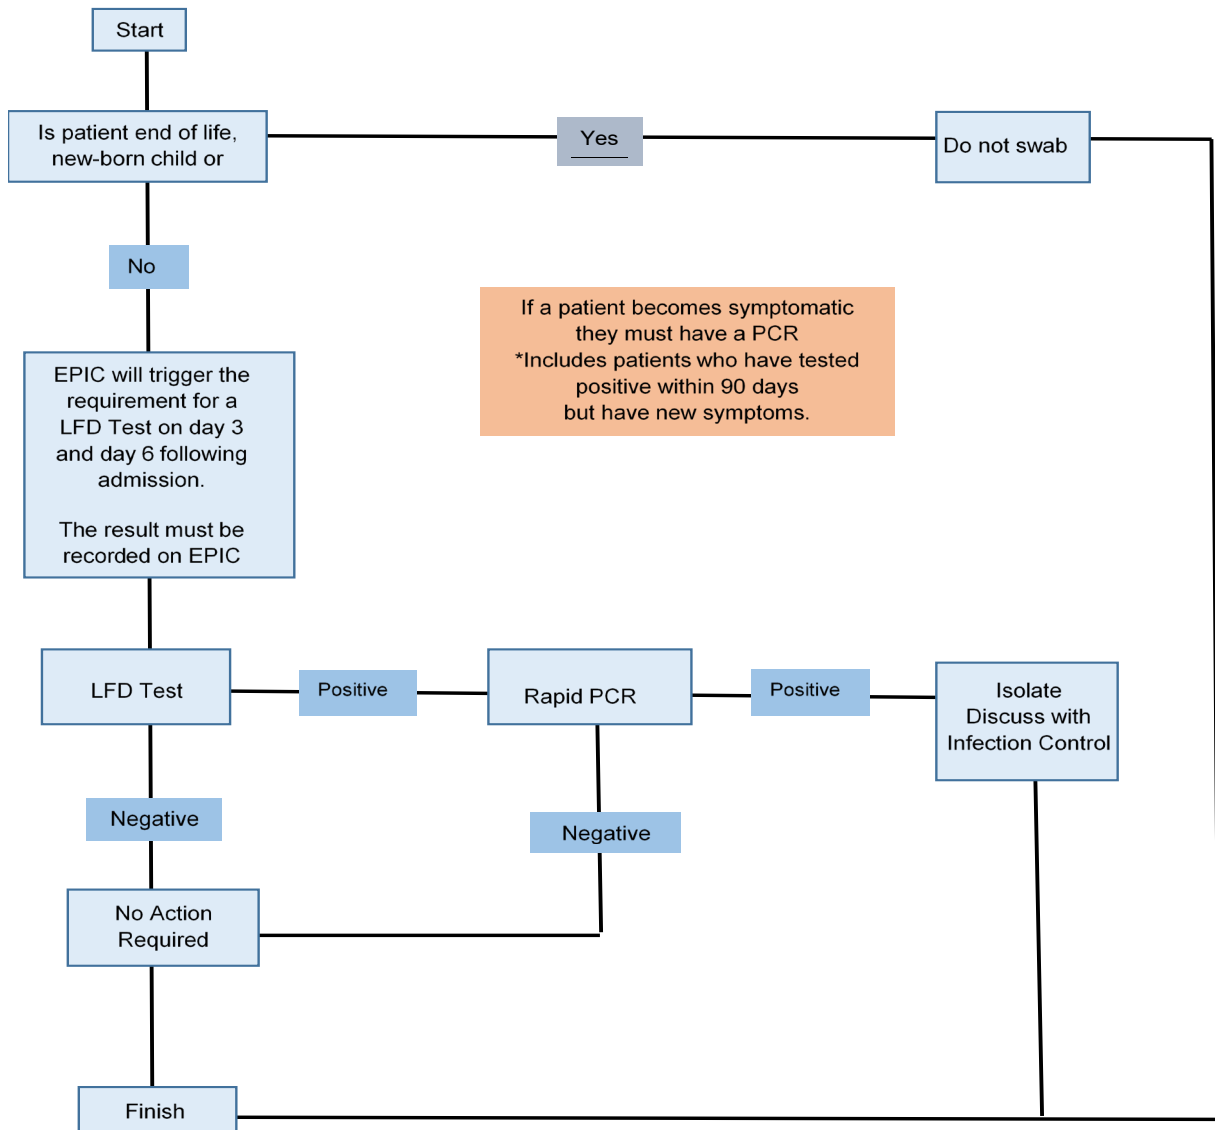 Start
Is patient end of life,
new-born child or
Yes
Do not swab
No
If a patient becomes symptomatic
they must have a PCR
*Includes patients who have tested
positive within 90 days
but have new symptoms.
EPIC will trigger the
requirement for a
LFD Test on day 3
and day 6 following
admission.
The result must be
recorded on EPIC
LFD Test
Positive
Rapid PCR
Positive
Isolate
Discuss with
Infection Control
Negative
Negative
No Action
Required
Finish